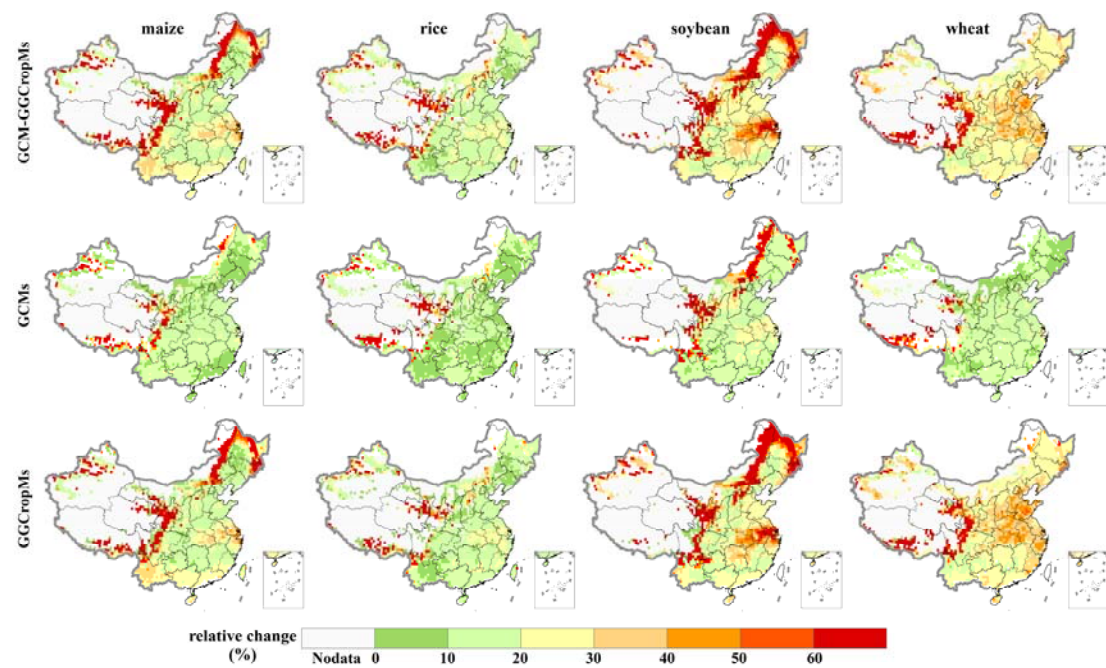 maize rice soybean wheat
GCM-GGCropMs
GCMs
GGCropMs
relative change
(%)
Nodata 0 10 20 30 40 50 60